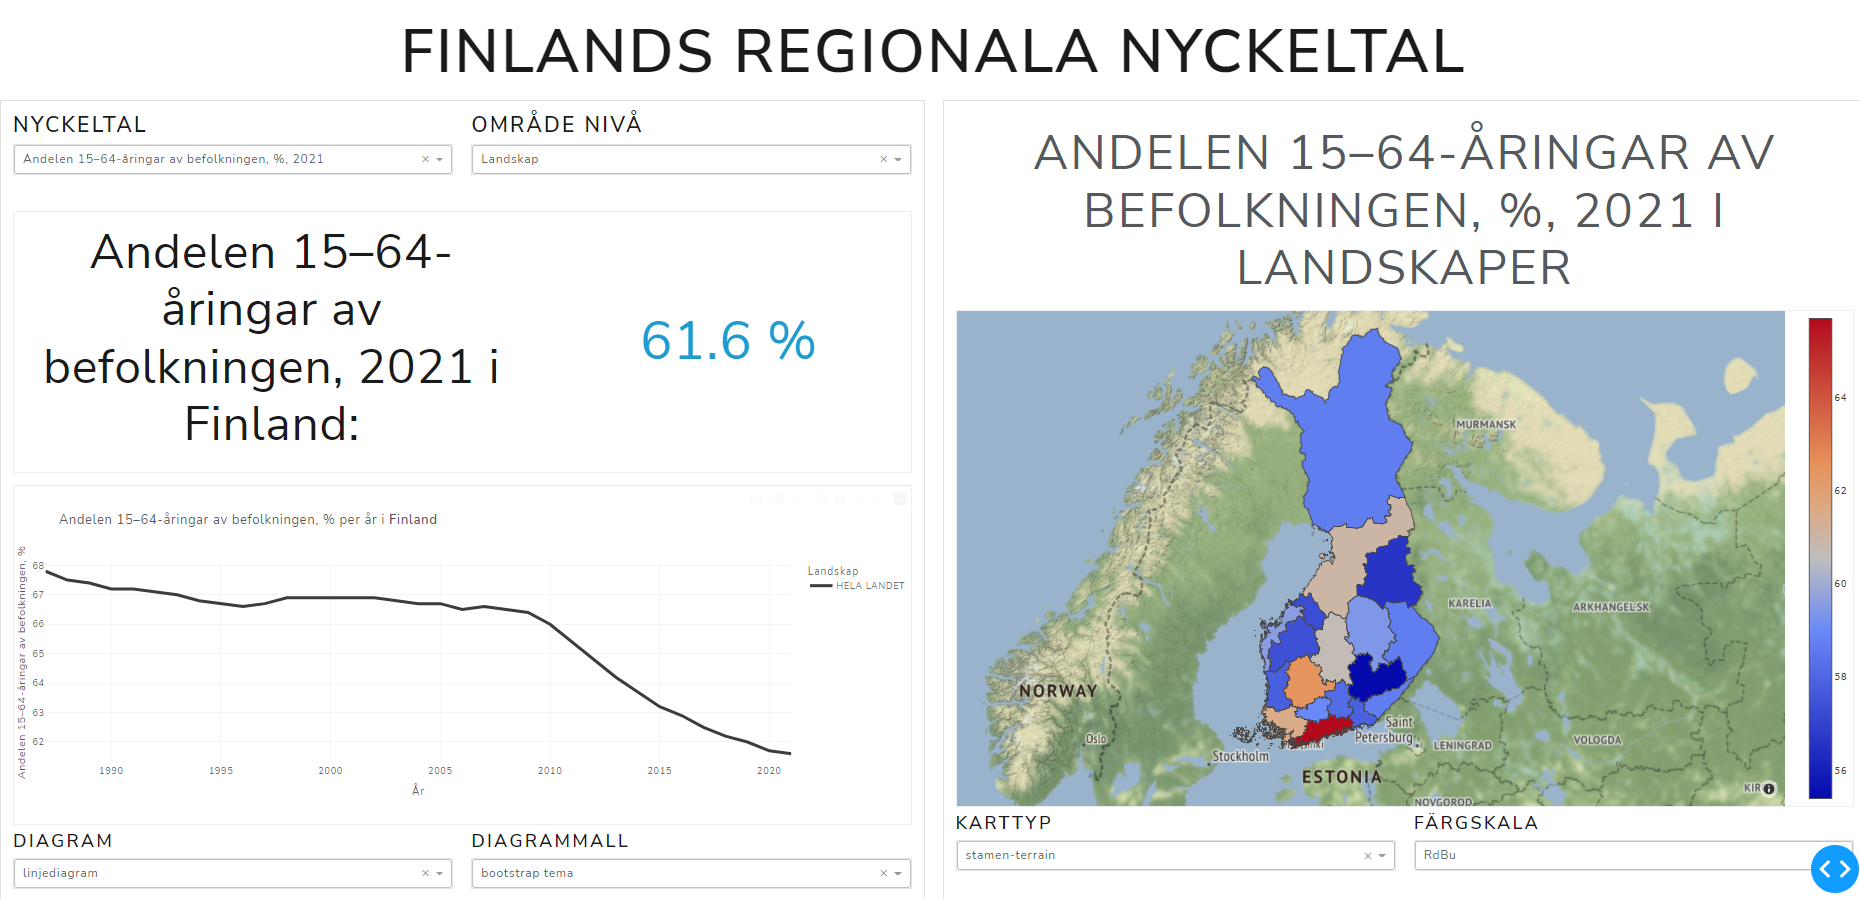 FINLANDS REGIONALA NYCKELTAL
NYCKELTAL
Andelen 15–64-åringar av befolkningen, %, 2021
OMRÅDE NIVÅ
Landskap
Andelen 15–64-
åringar av
befolkningen, 2021 i
Finland:
61.6 %
Andelen 15–64-åringar av befolkningen, % per år i Finland
Andelen 15–64-åringar av befolkningen, %
68
67
66
65
64
63
62
1990
1995
2000
2005
2010
2015
2020
År
Landskap
HELA LANDET
DIAGRAM
linjediagram
DIAGRAMMALL
bootstrap tema
ANDELEN 15–64-ÅRINGAR AV
BEFOLKNINGEN, %, 2021 I
LANDSKAPER
MURMANSK
KARELIA
ARKHANGELSK
NORWAY
Oslo
Stockholm
Saint
Petersburg
LENINGRAD
VOLOGDA
ESTONIA
NOVGOROD
KIR
64
62
60
58
56
KARTTYP
stamen-terrain
FÄRGSKALA
RdBu